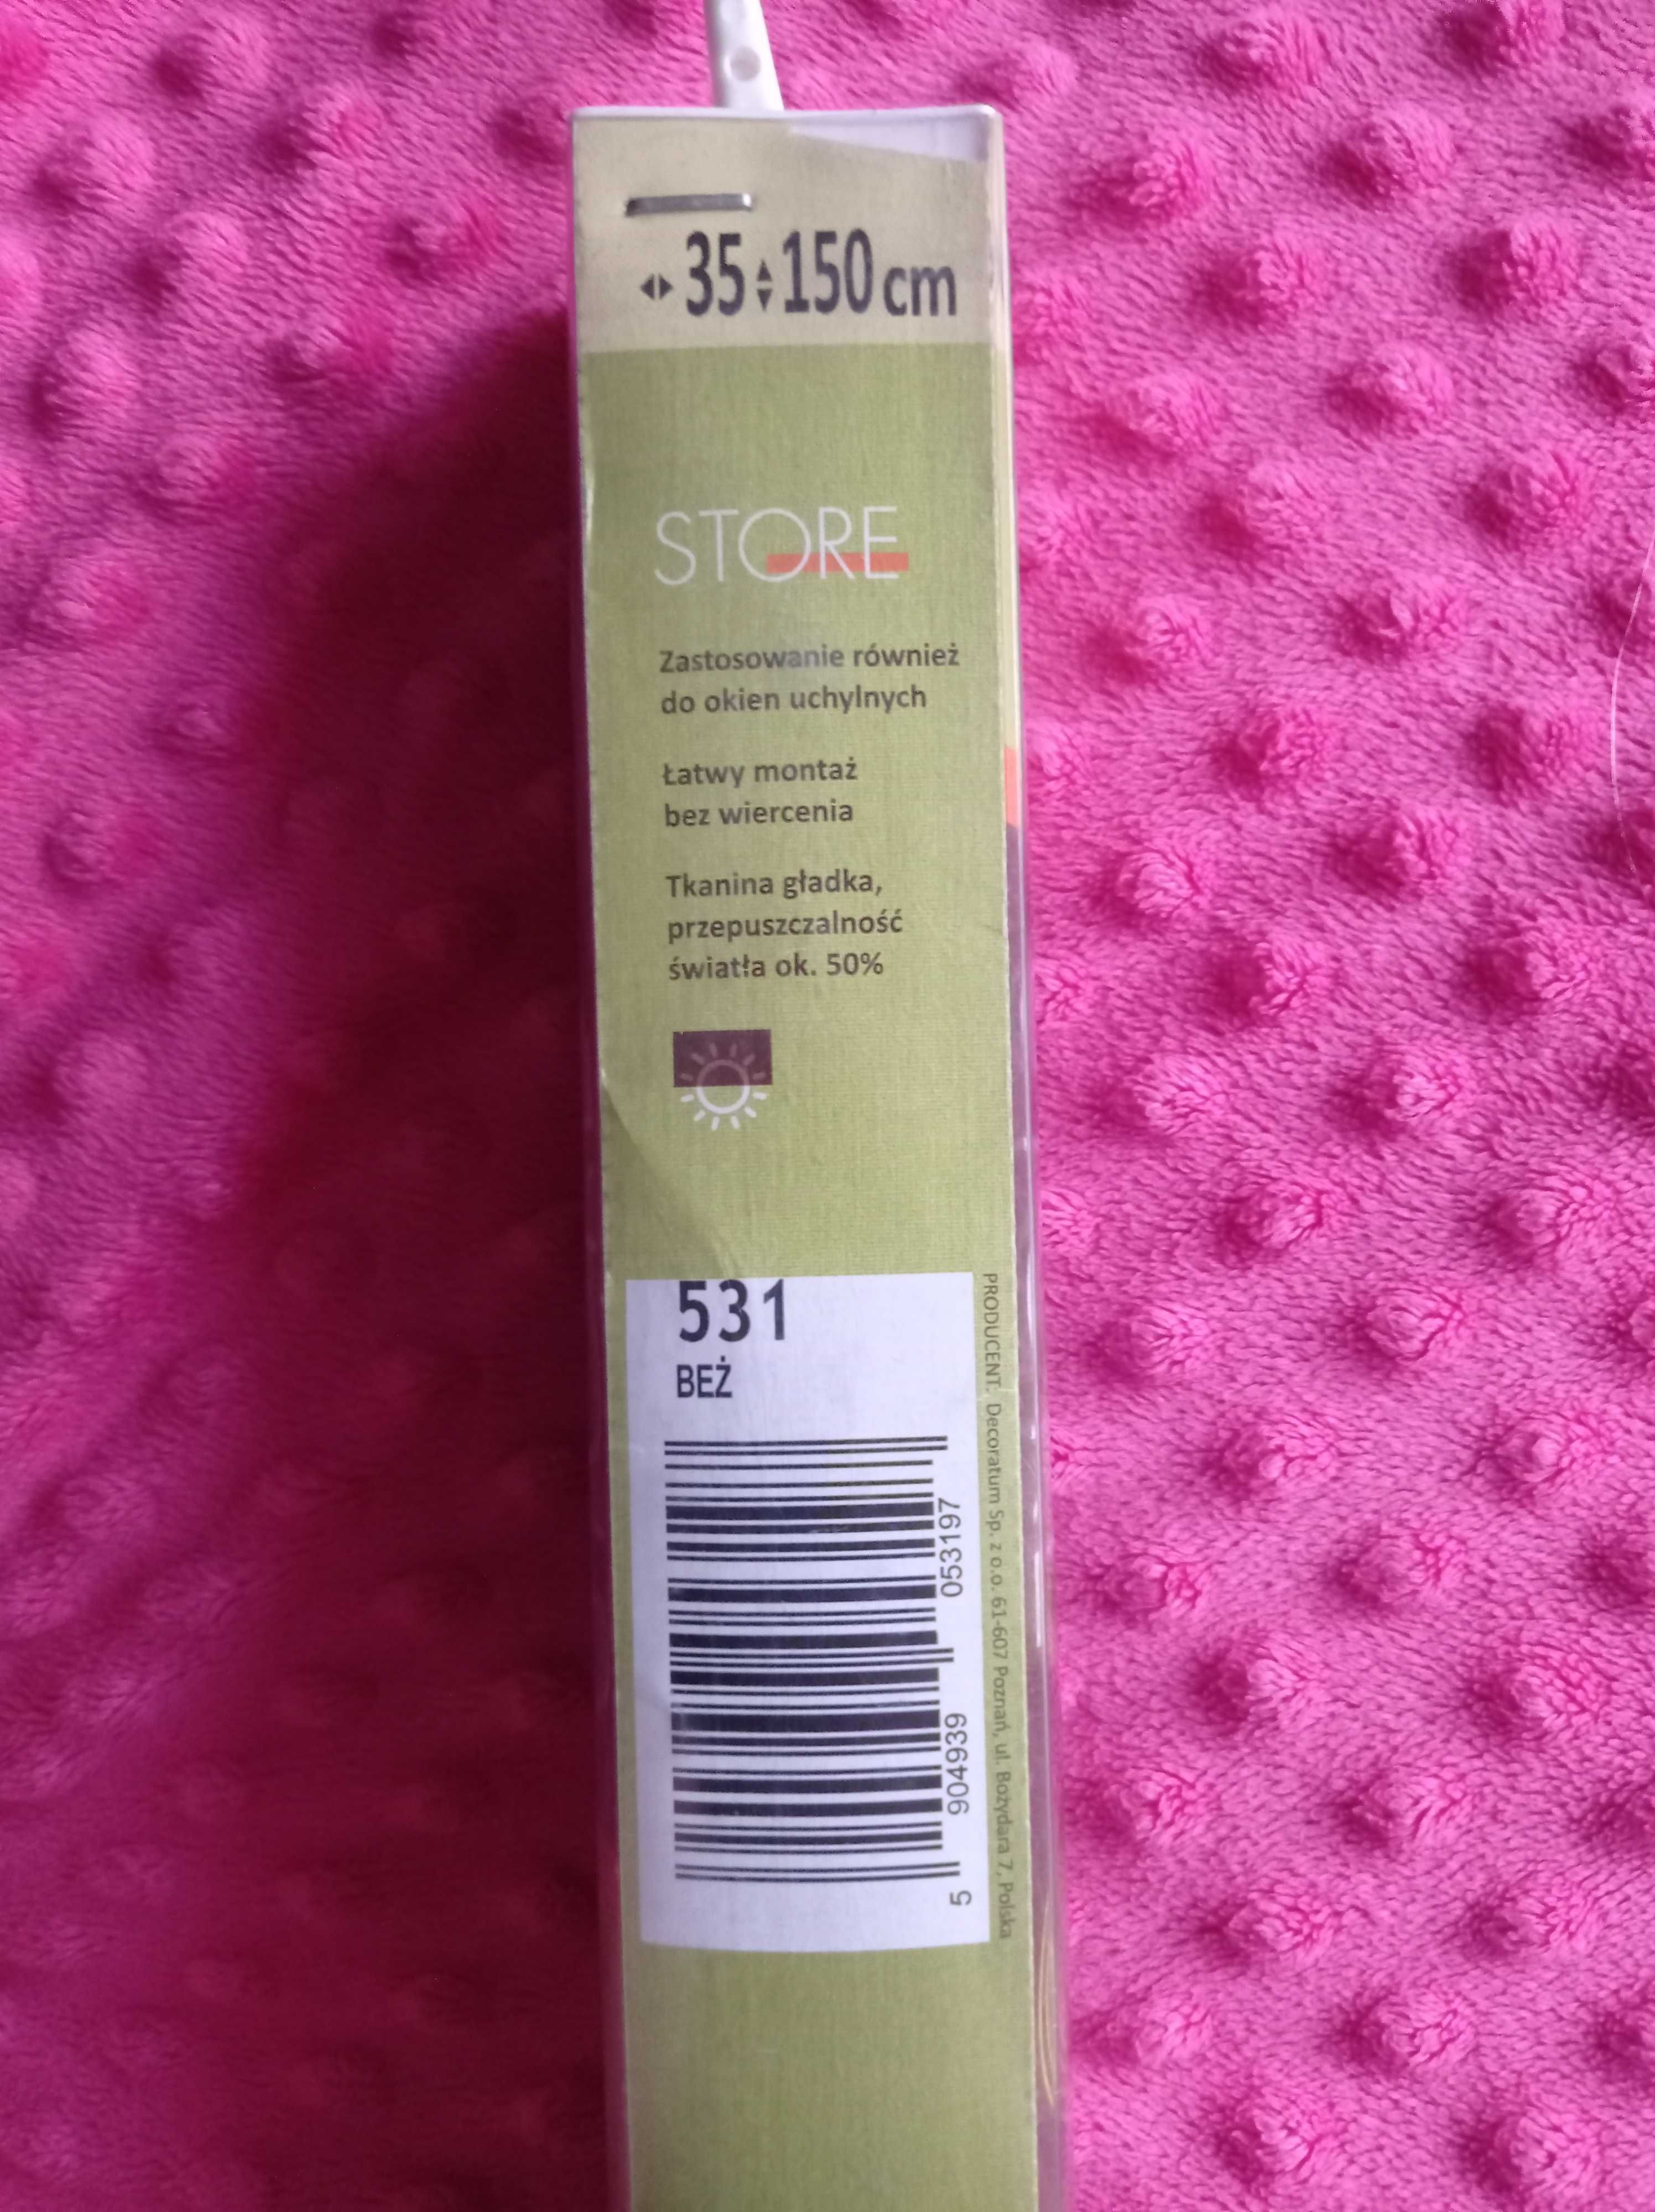 35 150 cm
STORE
Zastosowanie również
do okien uchylnych
Łatwy montaż
bez wiercenia
Tkanina gładka,
przepuszczalność
światła ok. 50%
531
BEŻ
5 904939 053197
PRODUCENT: Decoratum Sp. z o.o. 61-607 Poznań, ul. Bożydara 7, Polska